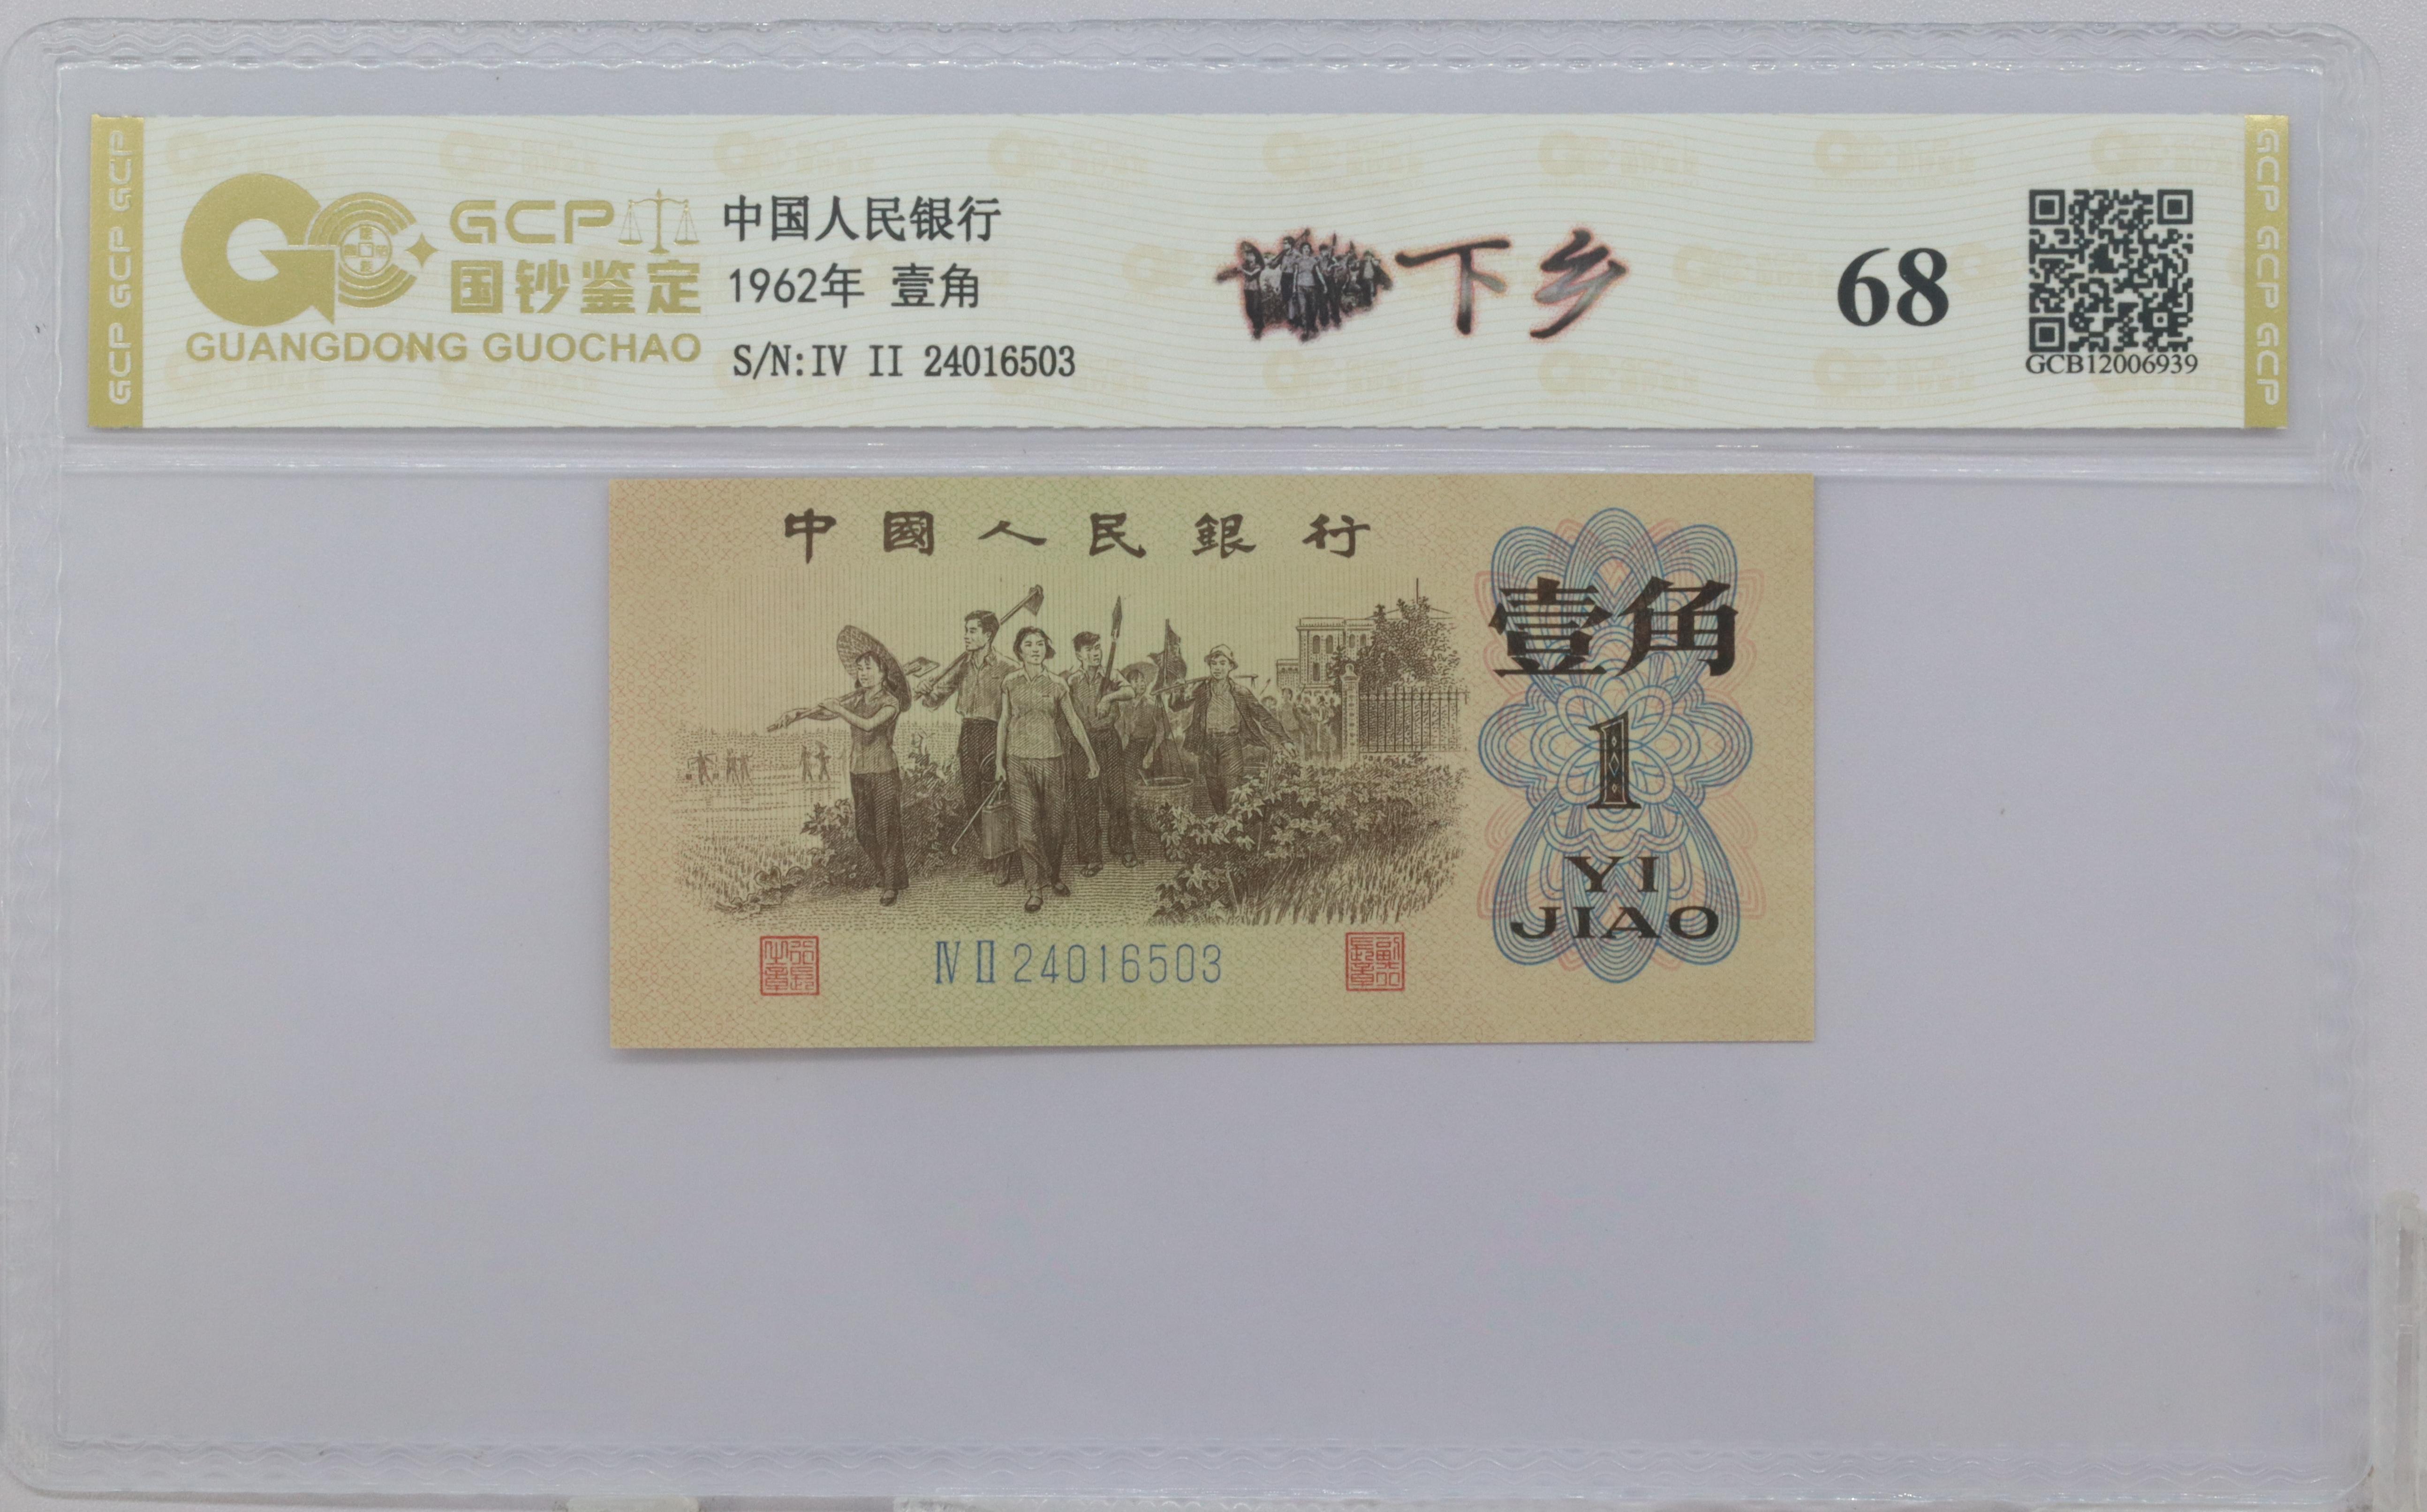 GCP GCP GCP
GCP
国钞鉴定
GUANGDONG GUOCHAO
中国人民银行
1962年 壹角
S/N:IV II 24016503
下乡
68
GCB12006939
GCP GCP GCP
中國人民銀行
壹角
1
YI
JIAO
Ⅳ Ⅱ 24016503